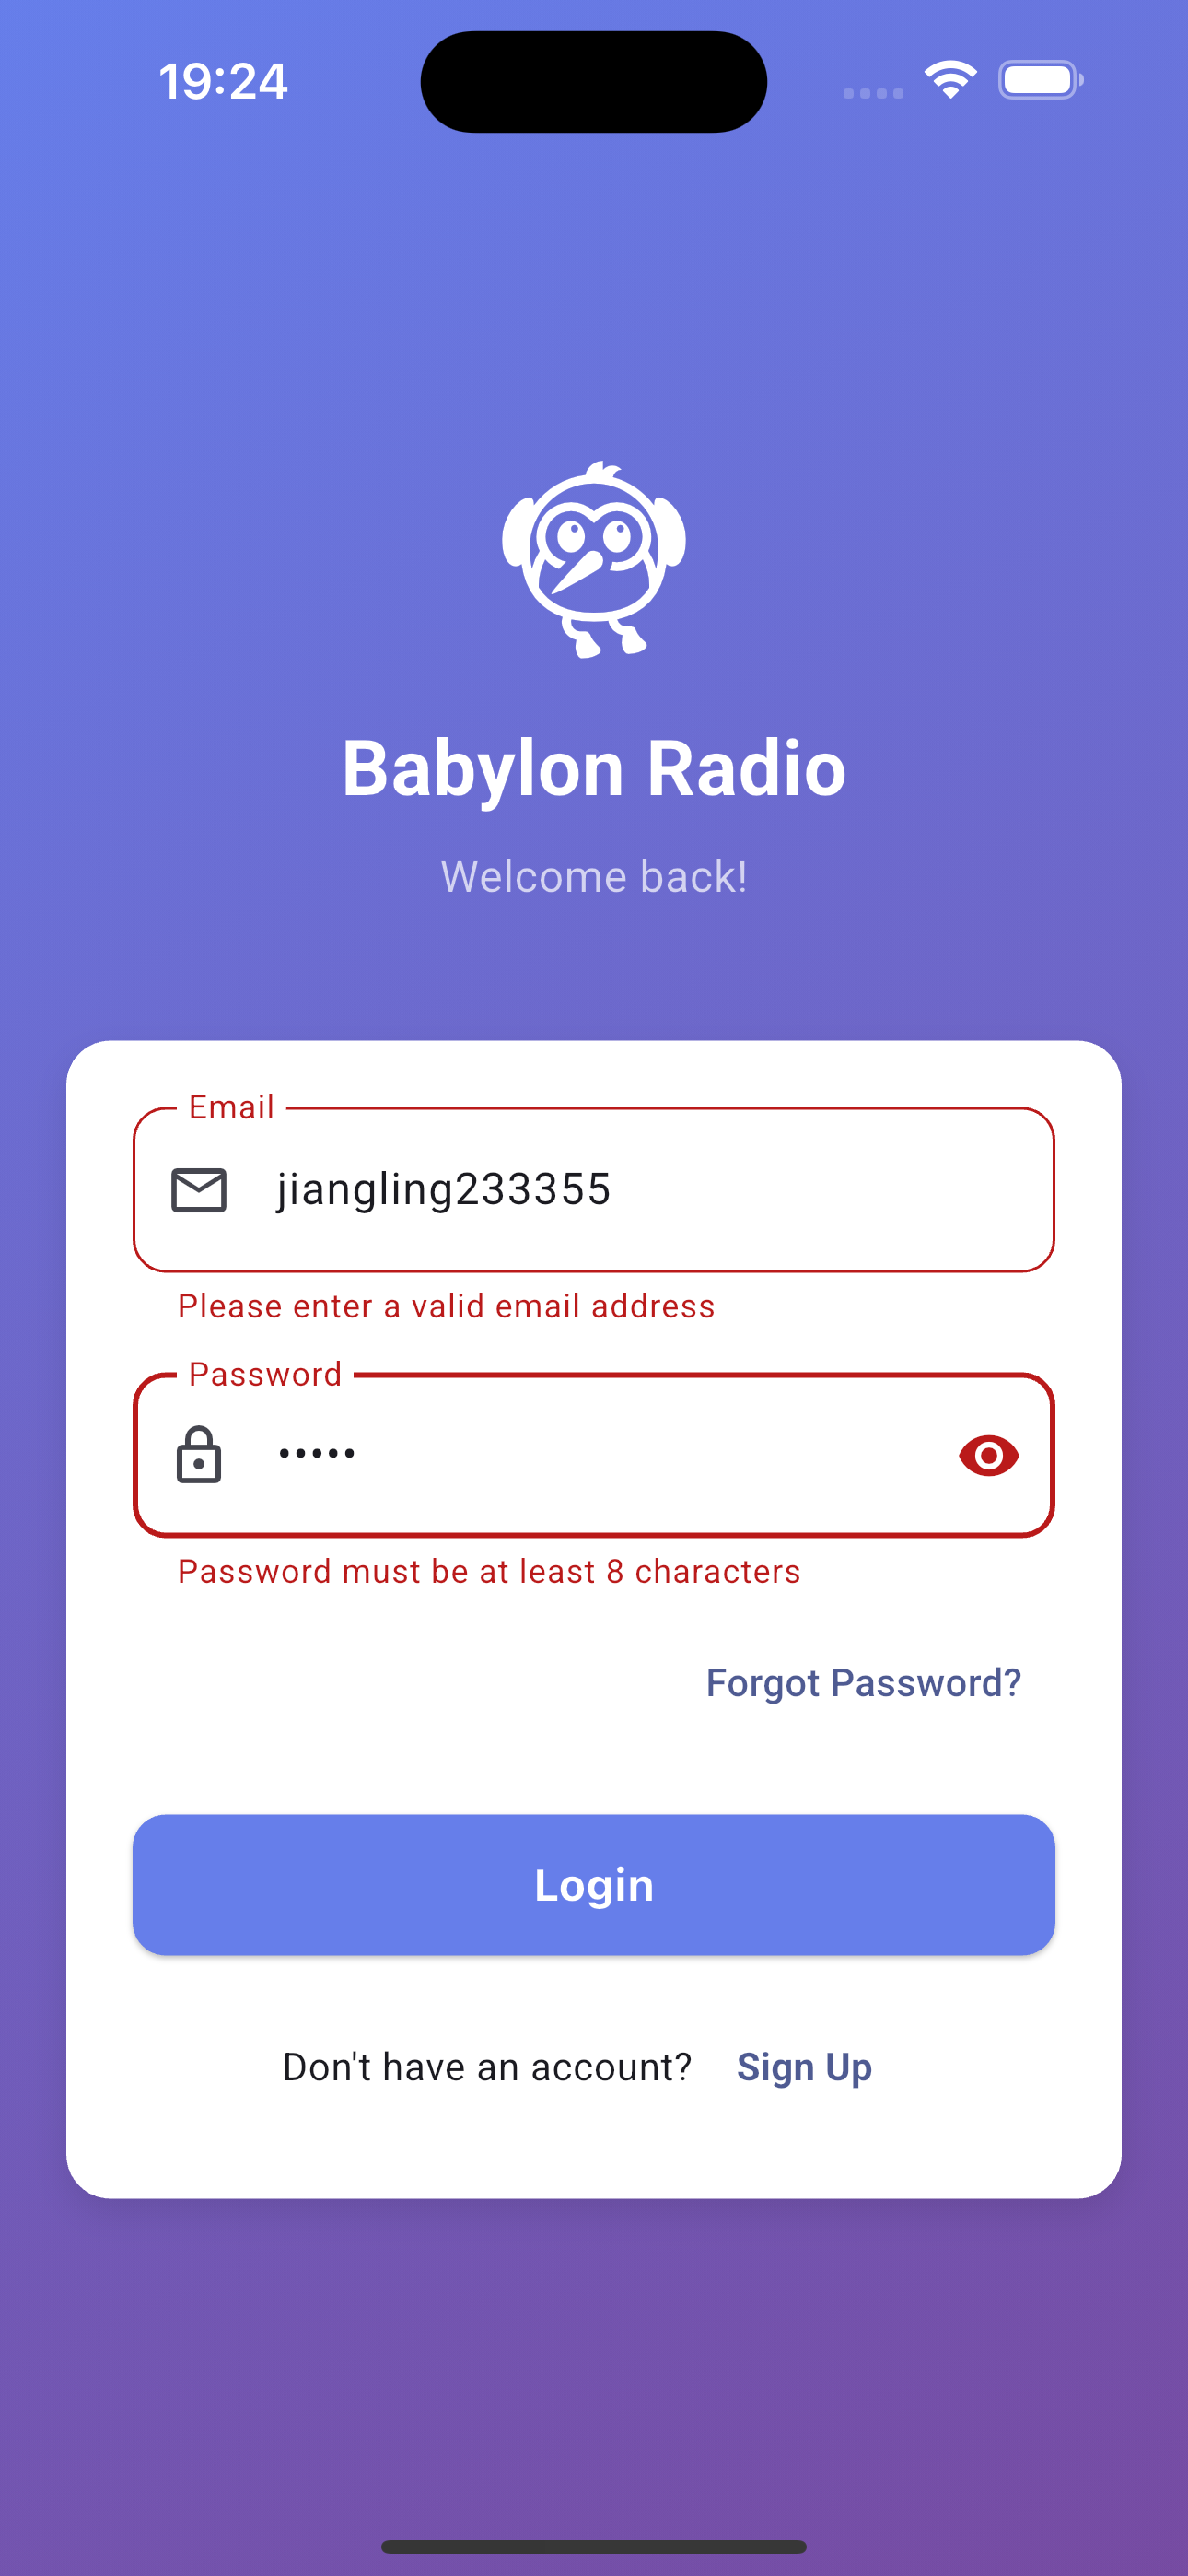 19:24
Babylon Radio
Welcome back!
Email
jiangling233355
Please enter a valid email address
Password
•••••
Password must be at least 8 characters
Forgot Password?
Login
Don't have an account? Sign Up